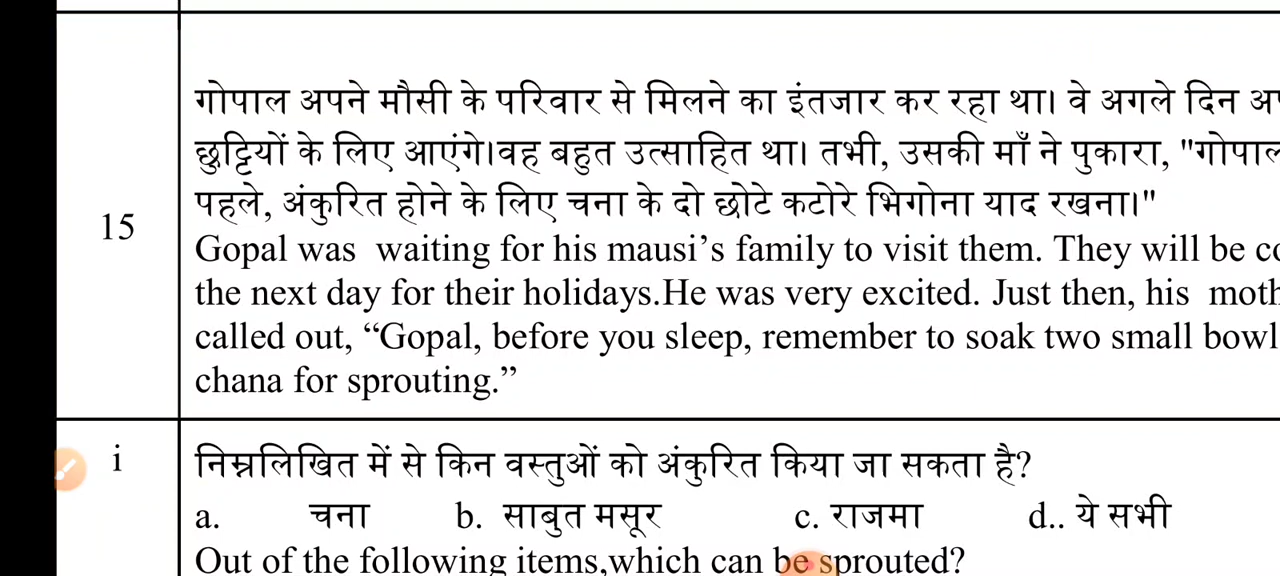 गोपाल अपने मौसी के परिवार से मिलने का इंतजार कर रहा था। वे अगले दिन
छुट्टियों के लिए आएंगे।वह बहुत उत्साहित था। तभी, उसकी माँ ने पुकारा, "गोपाल
पहले, अंकुरित होने के लिए चना के दो छोटे कटोरे भिगोना याद रखना।"
15
Gopal was waiting for his mausi’s family to visit them. They will be
the next day for their holidays.He was very excited. Just then, his
called out, “Gopal, before you sleep, remember to soak two small
chana for sprouting.”
i निम्नलिखित में से किन वस्तुओं को अंकुरित किया जा सकता है?
a. चना b. साबुत मसूर c. राजमा d.. ये सभी
Out of the following items,which can be sprouted?